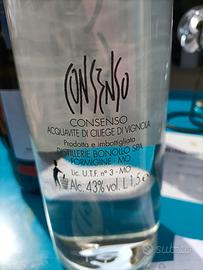 CONSENSO
CONSENSO
ACQUAVITE DI CILIEGE DI VIGNOLA
Prodotta e imbottigliata
DISTILLERIE BONOLLO SPA
FORMIGINE - MO
Lic. U.T.F. n° 3 - MO
Alc. 43% vol. L 1,5 e
subito